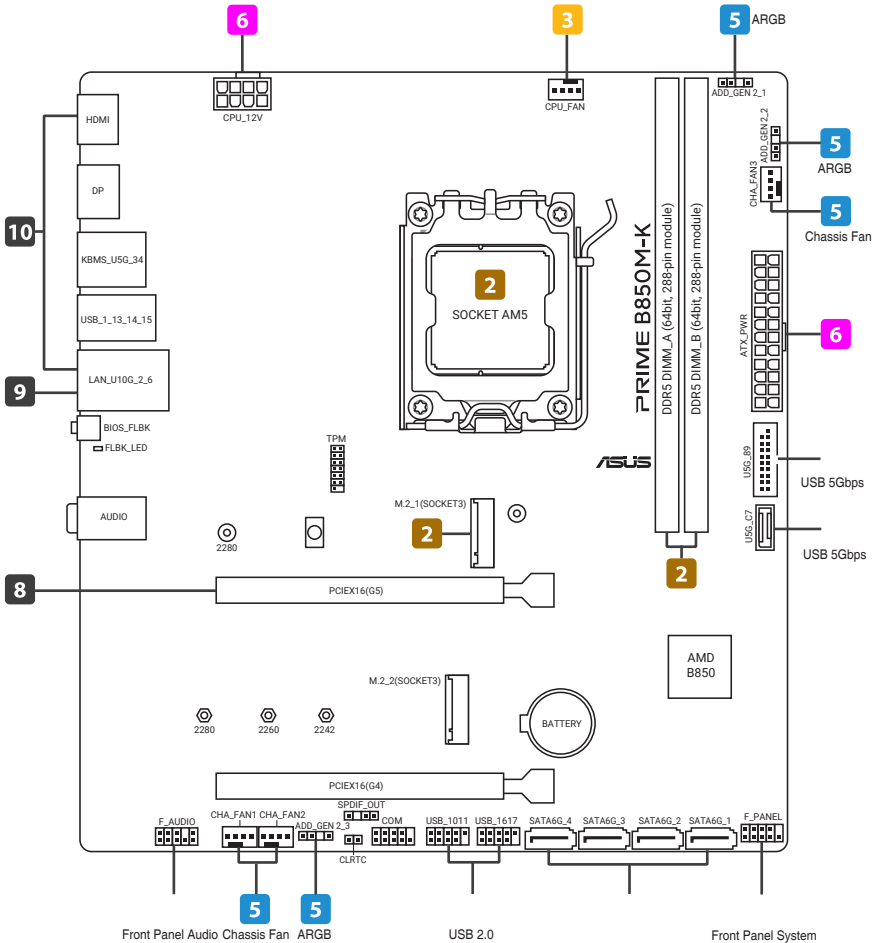 6
3
5 ARGB
CPU_12V
CPU_FAN
ADD_GEN 2_1
HDMI
ADD_GEN 2_2
5
ARGB
DP
CHA_FAN3
5
Chassis Fan
10
KBMS_U5G_34
2
SOCKET AM5
PRIME B850M-K
DDR5 DIMM_A (64bit, 288-pin module)
DDR5 DIMM_B (64bit, 288-pin module)
USB_1_13_14_15
ATX_PWR
6
LAN_U10G_2_6
9
BIOS_FLBK
FLBK_LED
TPM
ASUS
U5G_89
USB 5Gbps
AUDIO
M.2_1(SOCKET3)
2
2280
U5G_C7
USB 5Gbps
2
8
PCIEX16(G5)
AMD
B850
M.2_2(SOCKET3)
BATTERY
2280
2260
2242
PCIEX16(G4)
SPDIF_OUT
F_AUDIO
CHA_FAN1
CHA_FAN2
ADD_GEN 2_3
COM
USB_1011
USB_1617
SATA6G_4
SATA6G_3
SATA6G_2
SATA6G_1
F_PANEL
CLRTC
5
5
Front Panel Audio
Chassis Fan
ARGB
USB 2.0
Front Panel System